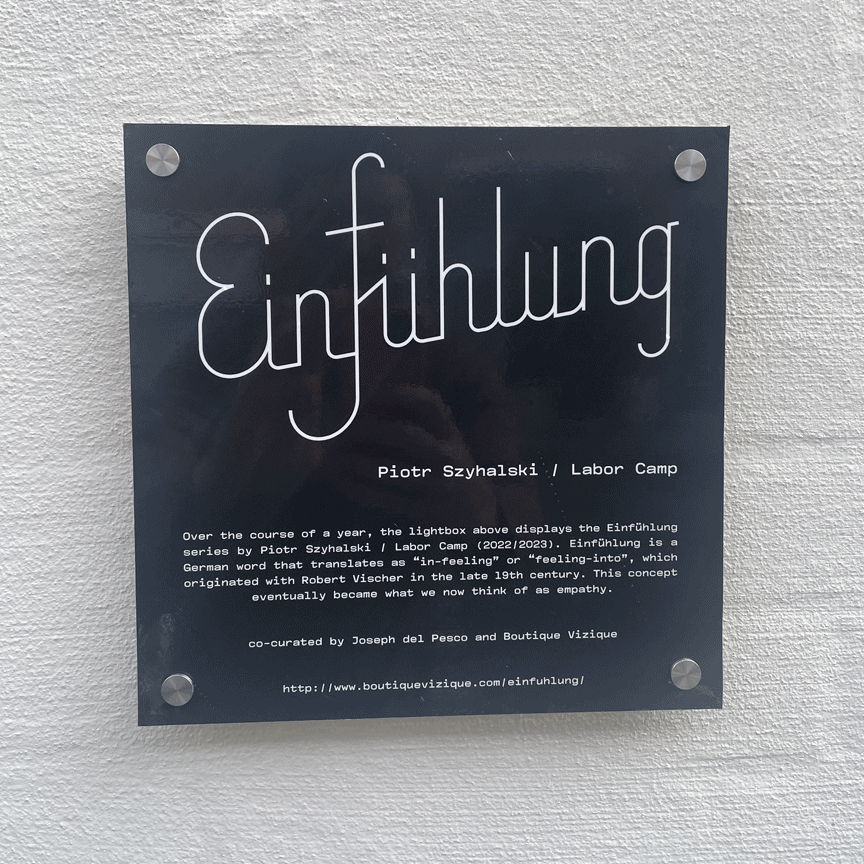 Einfühlung
Piotr Szyhalski / Labor Camp
Over the course of a year, the lightbox above displays the Einfühlung
series by Piotr Szyhalski / Labor Camp (2022/2023). Einfühlung is a
German word that translates as “in-feeling” or “feeling-into”, which
originated with Robert Vischer in the late 19th century. This concept
eventually became what we now think of as empathy.
co-curated by Joseph del Pesco and Boutique Vizique
http://www.boutiquevizique.com/einfuhlung/